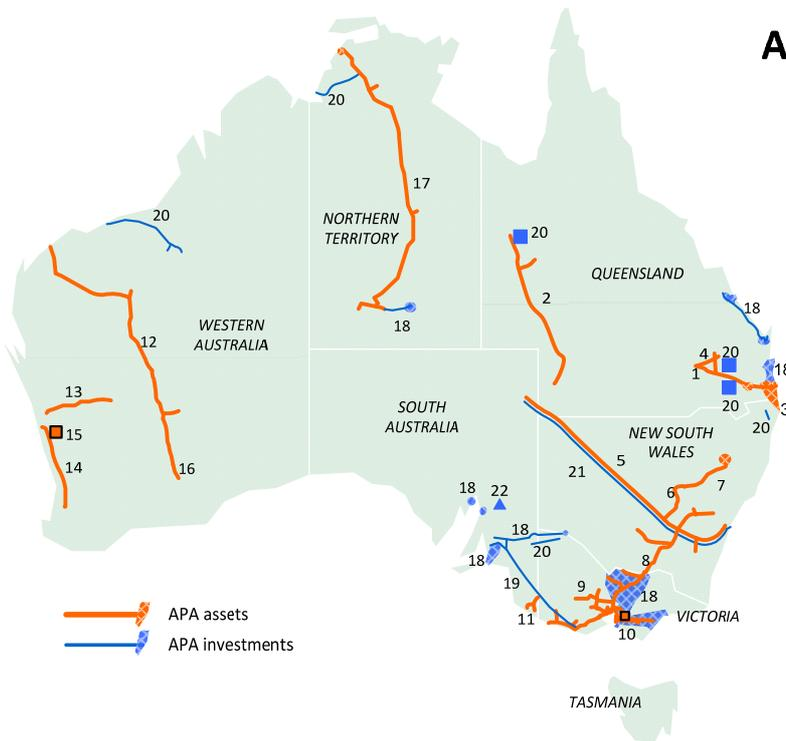 A
20
17
NORTHERN
TERRITORY
20
20
QUEENSLAND
2
18
18
WESTERN
AUSTRALIA
12
4
20
1
18
13
20
3
SOUTH
AUSTRALIA
20
15
NEW SOUTH
WALES
14
16
5
21
7
6
18
22
18
20
18
8
19
9
18
11
10
VICTORIA
APA assets
APA investments
TASMANIA